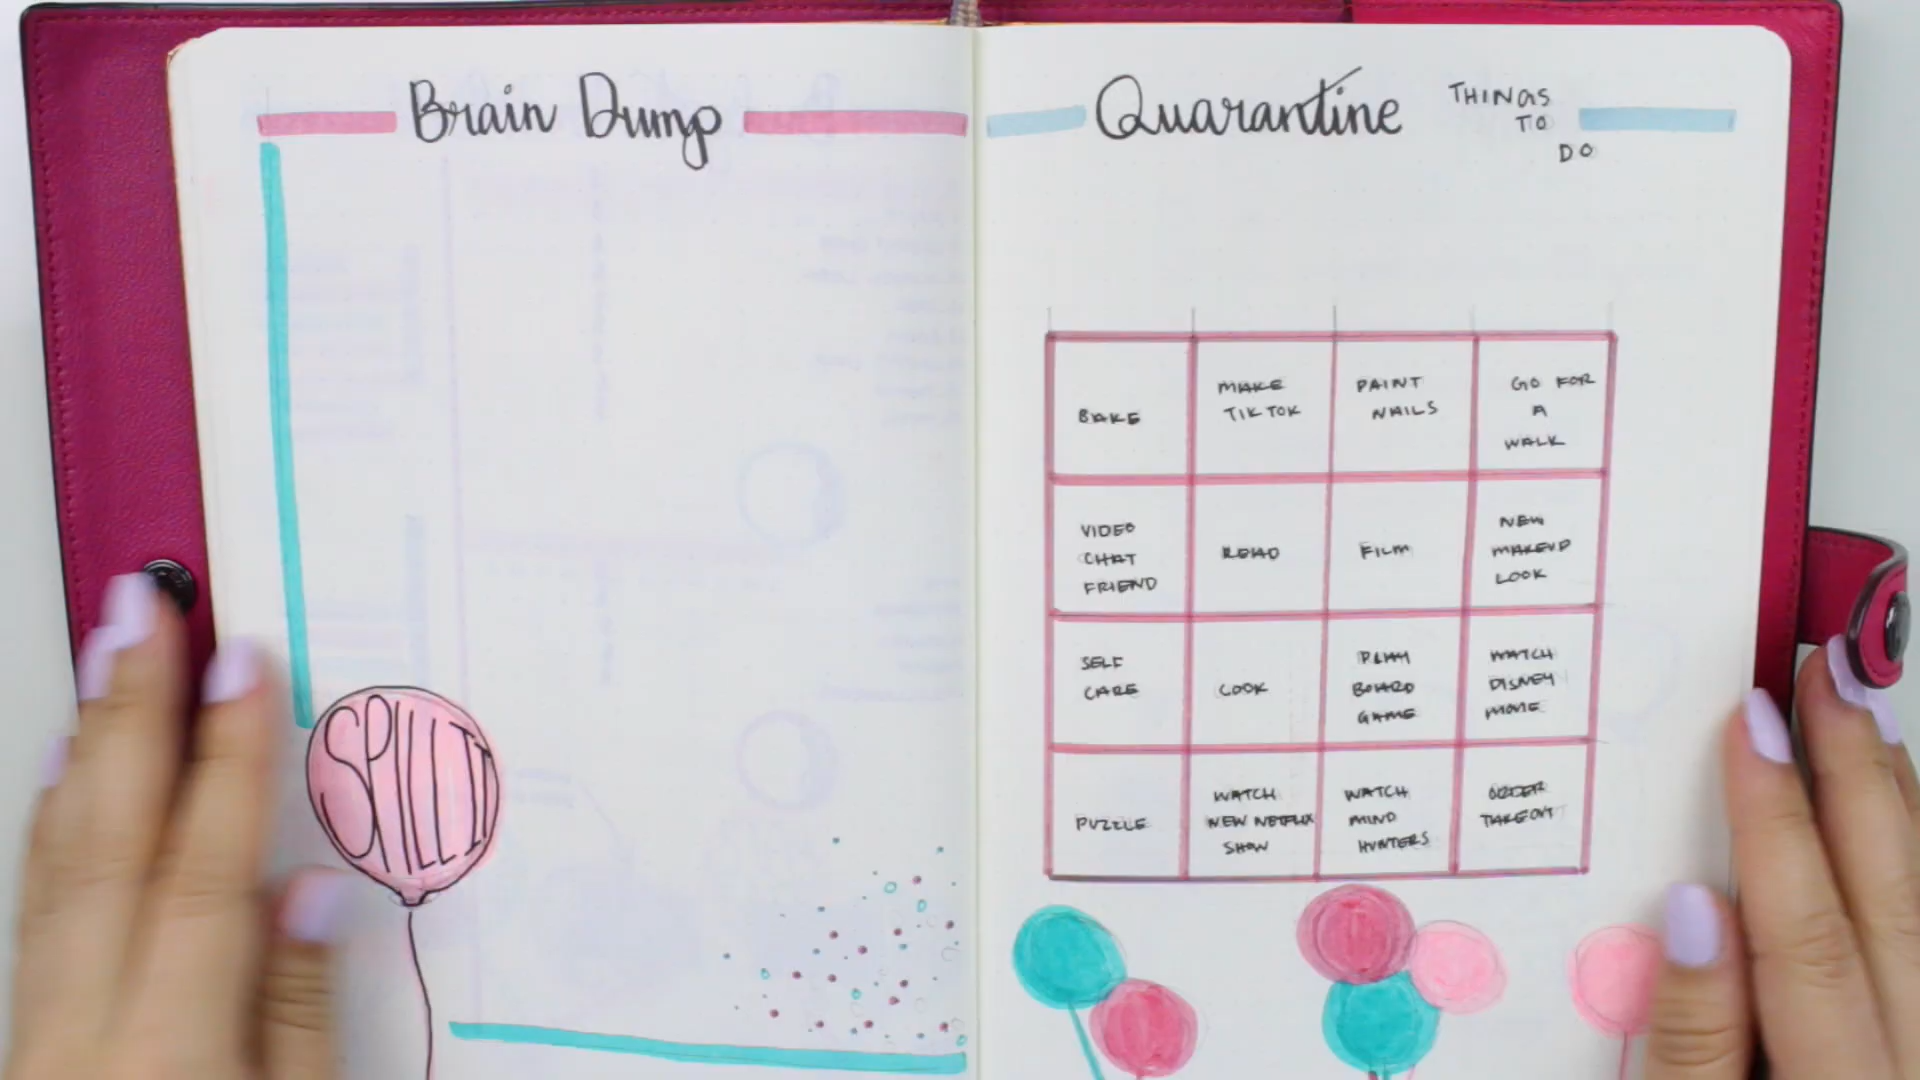 Brain Dump
SPILL IT
Quarantine
THINGS
TO
DO
BAKE
MAKE
TIKTOK
PAINT
NAILS
GO FOR
A
WALK
VIDEO
CHAT
FRIEND
READ
FILM
NEW
MAKEUP
LOOK
SELF
CARE
COOK
PLAY
BOARD
GAME
WATCH
DISNEY
MOVIE
PUZZLE
WATCH
NEW NETFLIX
SHOW
WATCH
MIND
HUNTERS
ORDER
TAKEOUT